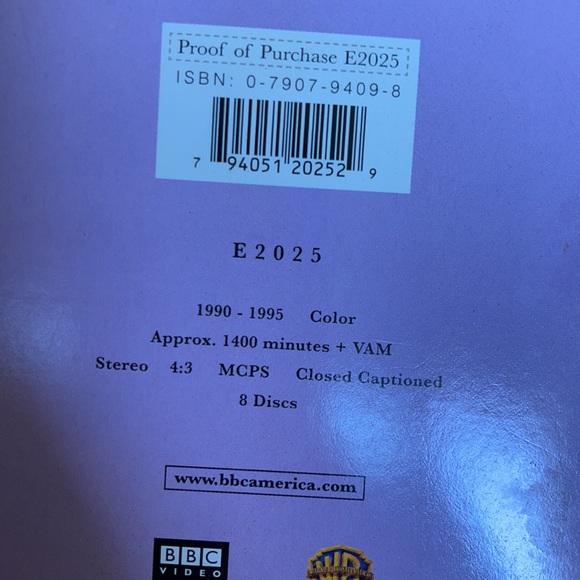 Proof of Purchase E2025
ISBN: 0-7907-9409-8
7 94051 20252 9
E2025
1990 - 1995 Color
Approx. 1400 minutes + VAM
Stereo 4:3 MCPS Closed Captioned
8 Discs
www.bbcamerica.com
BBC
VIDEO
WB